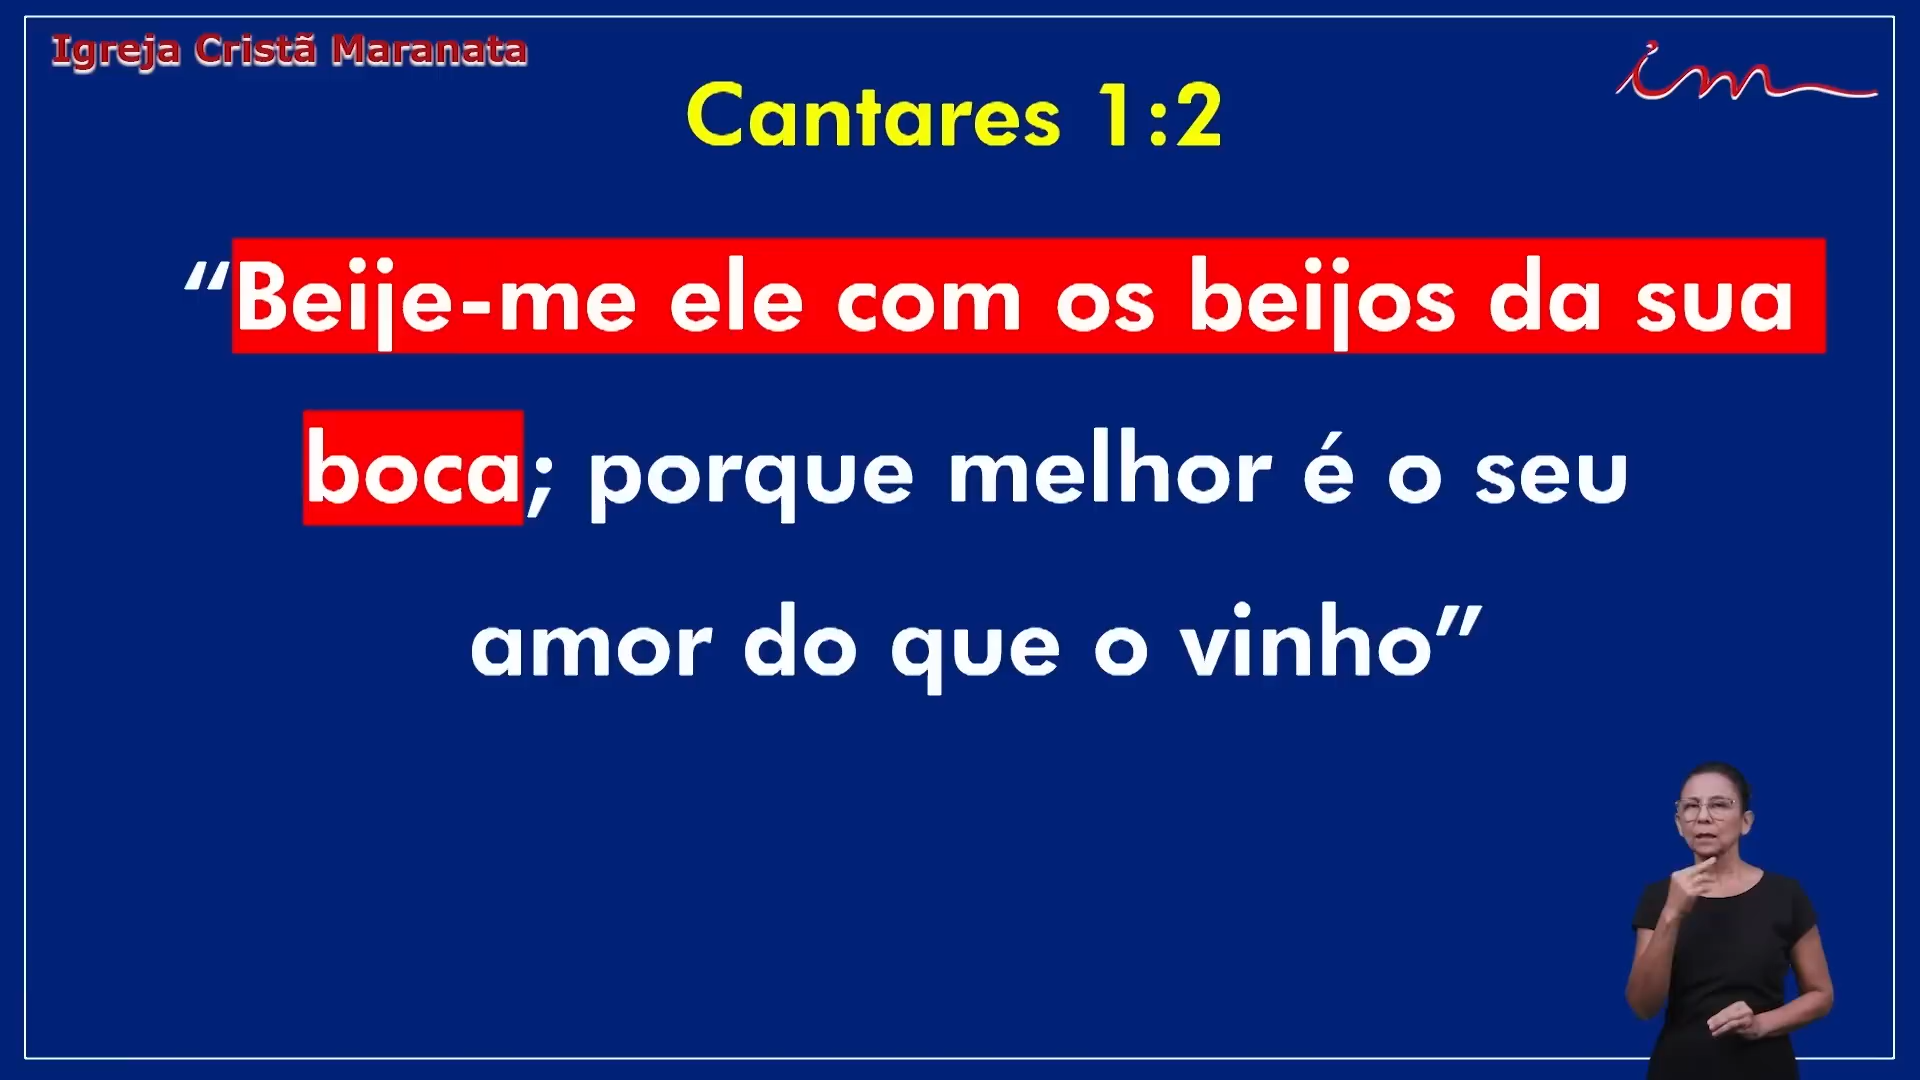 Igreja Cristã Maranata
im
Cantares 1:2
“Beije-me ele com os beijos da sua
boca; porque melhor é o seu
amor do que o vinho”